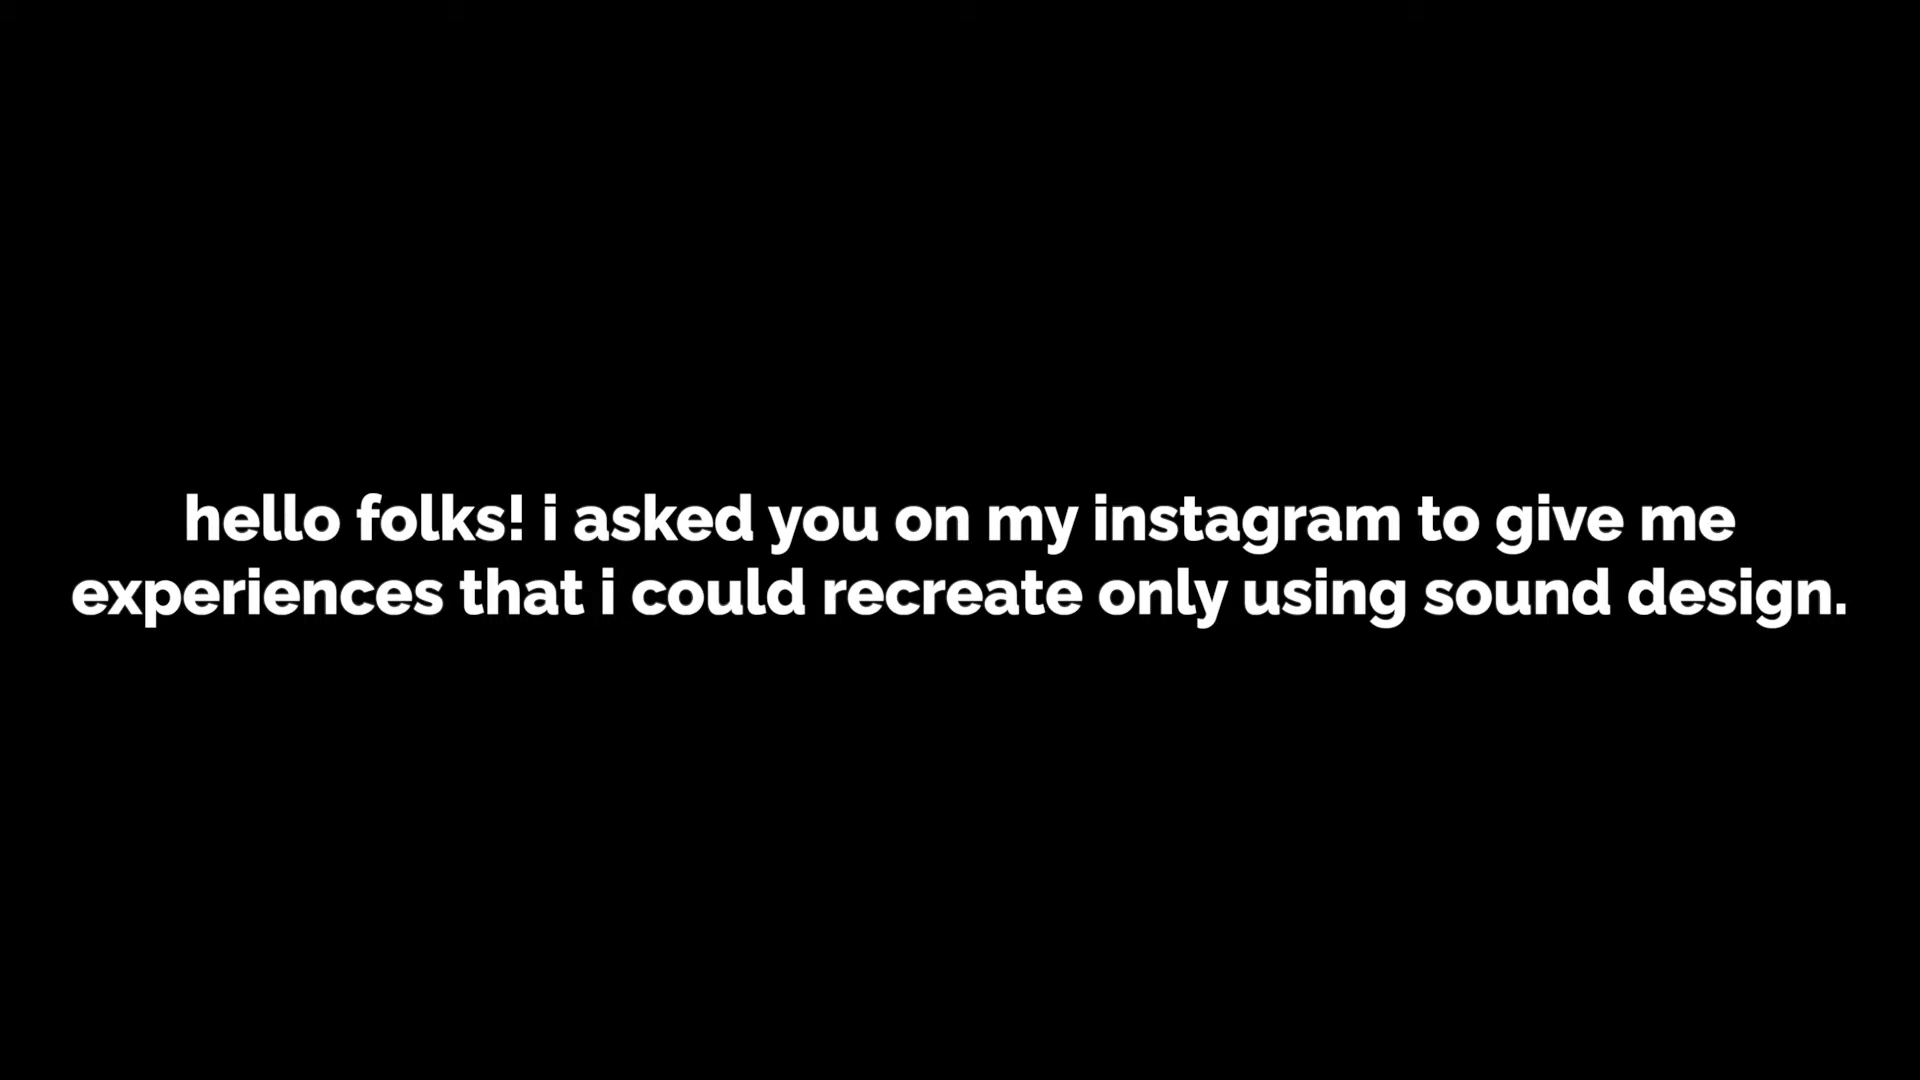 hello folks! i asked you on my instagram to give me
experiences that i could recreate only using sound design.